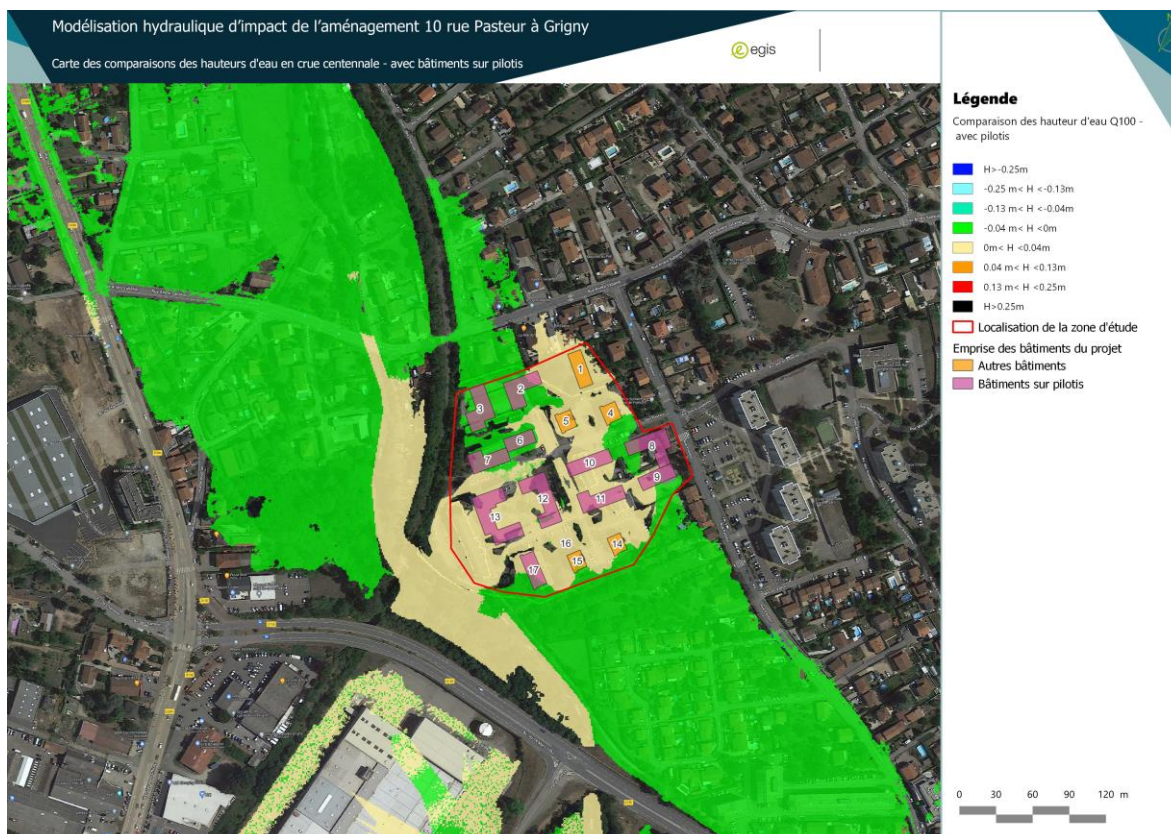 Modélisation hydraulique d'impact de l'aménagement 10 rue Pasteur à Grigny
Carte des comparaisons des hauteurs d'eau en crue centennale - avec bâtiments sur pilotis
egis
N
Légende
Comparaison des hauteur d'eau Q100 -
avec pilotis
H>-0.25m
-0.25 m< H <-0.13m
-0.13 m< H <-0.04m
-0.04 m< H <0m
0m< H <0.04m
0.04 m< H <0.13m
0.13 m< H <0.25m
H>0.25m
Localisation de la zone d'étude
Emprise des bâtiments du projet
Autres bâtiments
Bâtiments sur pilotis
1
2
3
4
5
6
7
8
9
10
11
12
13
14
15
16
17
0 30 60 90 120 m